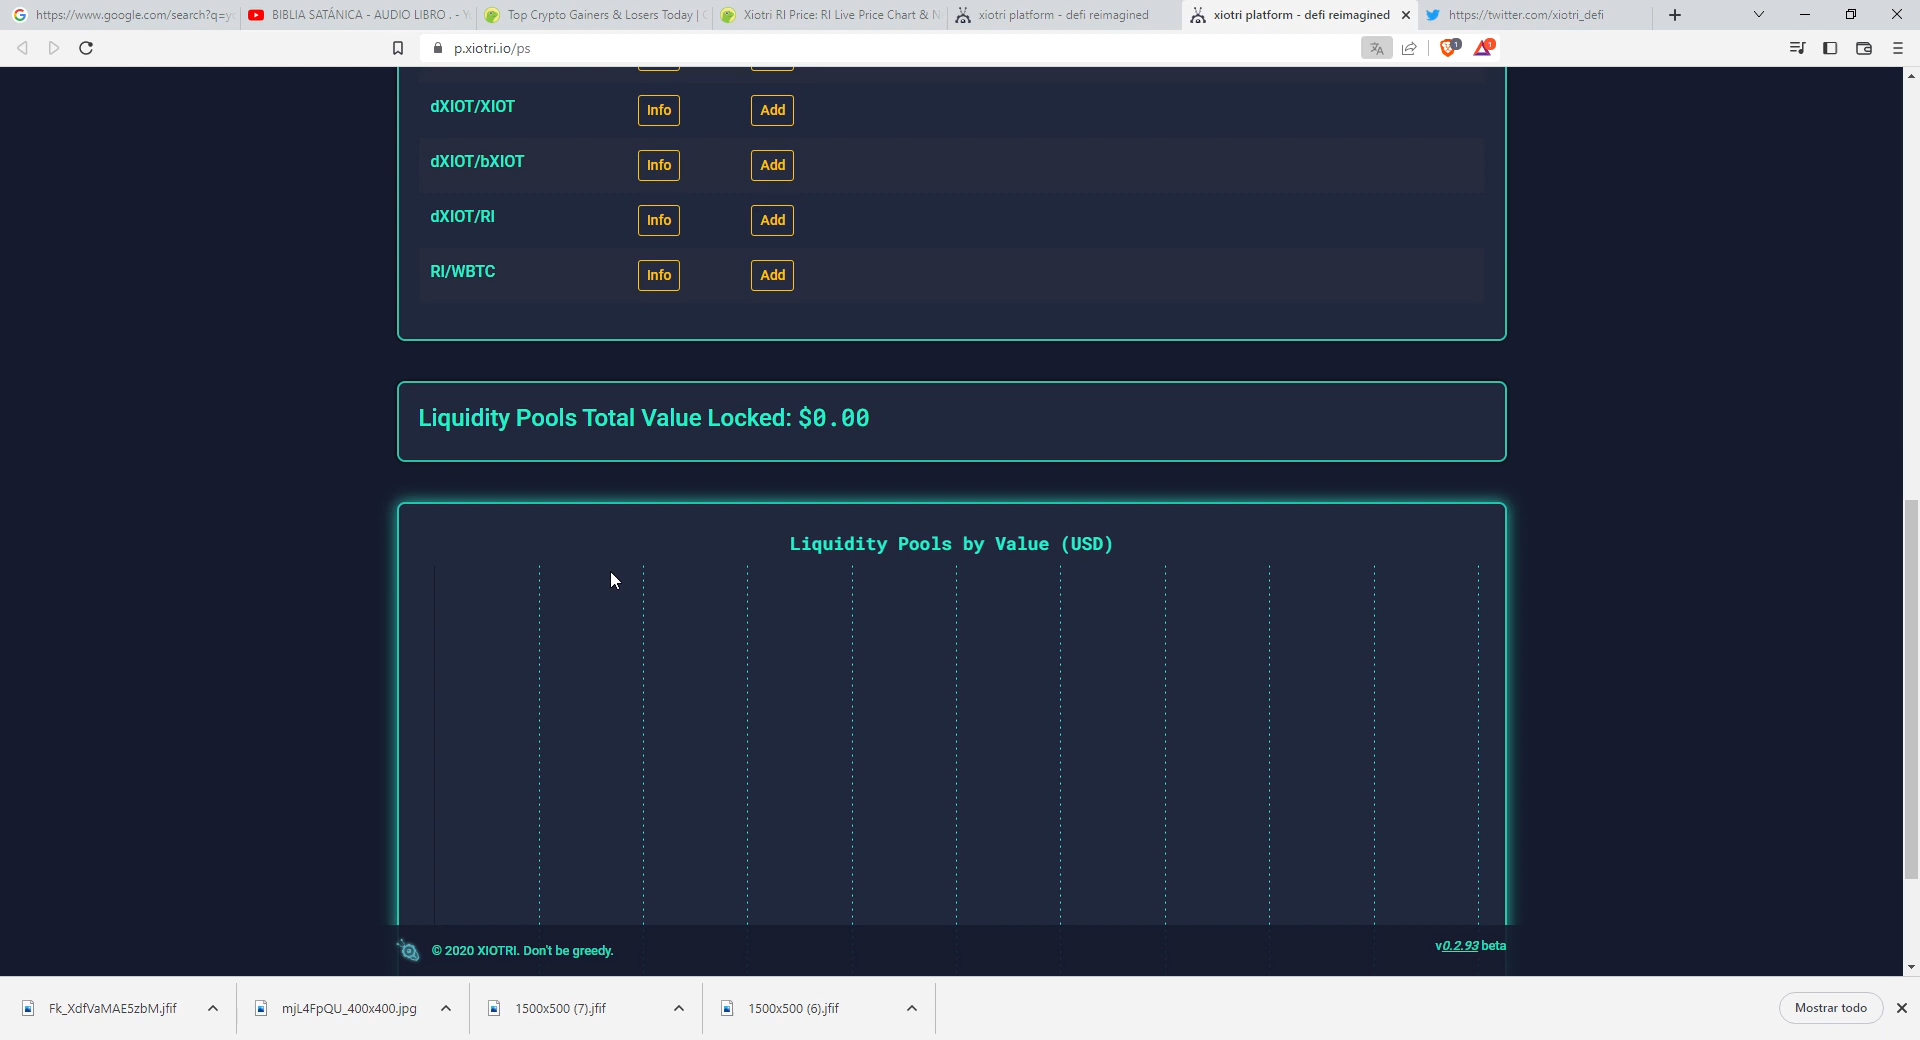 https://www.google.com/search?q=y
BIBLIA SATÁNICA - AUDIO LIBRO . - Y
Top Crypto Gainers & Losers Today |
Xiotri RI Price: RI Live Price Chart & N
xiotri platform - defi reimagined
xiotri platform - defi reimagined
https://twitter.com/xiotri_defi
p.xiotri.io/ps
1
1
dXIOT/XIOT Info Add
dXIOT/bXIOT Info Add
dXIOT/RI Info Add
RI/WBTC Info Add
Liquidity Pools Total Value Locked: $0.00
Liquidity Pools by Value (USD)
© 2020 XIOTRI. Don't be greedy.
v0.2.93 beta
Fk_XdfVaMAE5zbM.jfif
mjL4FpQU_400x400.jpg
1500x500 (7).jfif
1500x500 (6).jfif
Mostrar todo